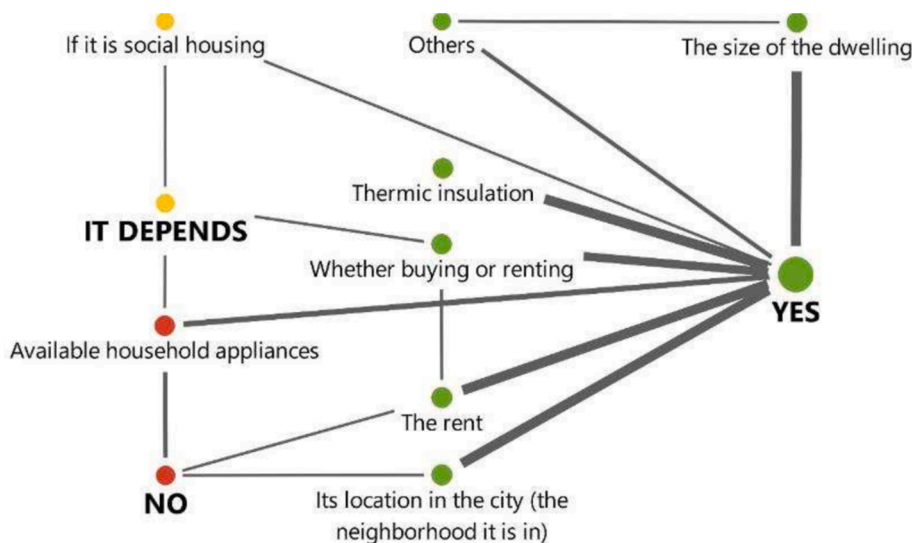 If it is social housing
Others
The size of the dwelling
Thermic insulation
IT DEPENDS
Whether buying or renting
YES
Available household appliances
The rent
NO
Its location in the city (the
neighborhood it is in)